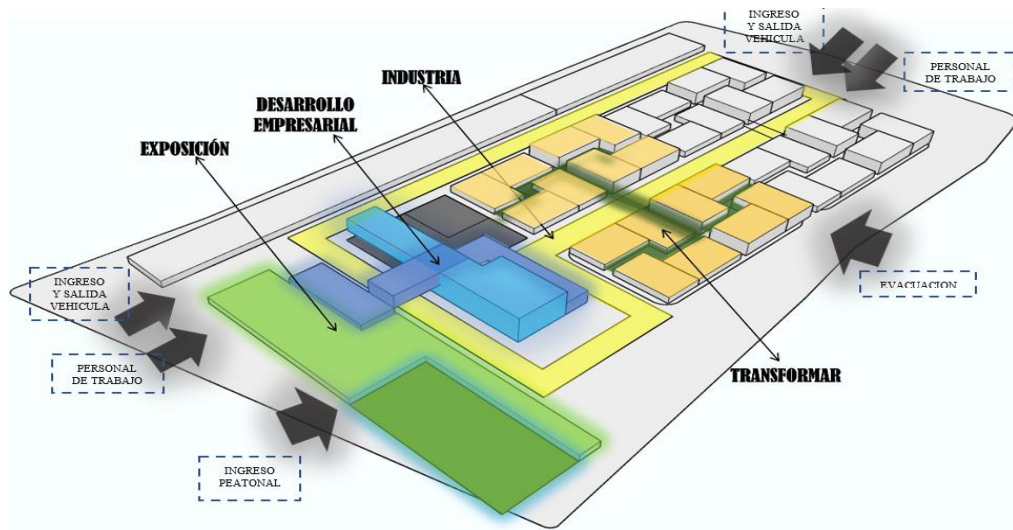 INGRESO
Y SALIDA
VEHICULA
PERSONAL
DE TRABAJO
INDUSTRIA
DESARROLLO
EMPRESARIAL
EXPOSICIÓN
INGRESO
Y SALIDA
VEHICULA
EVACUACION
PERSONAL
DE TRABAJO
TRANSFORMAR
INGRESO
PEATONAL